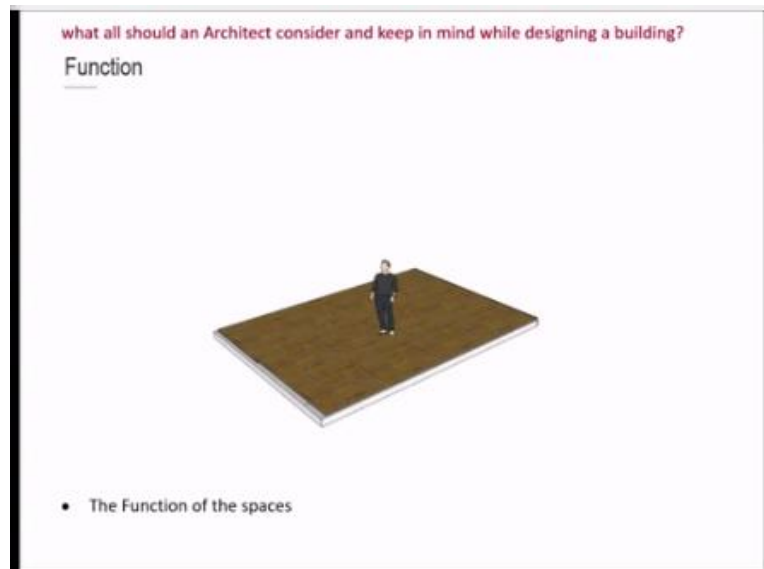 what all should an Architect consider and keep in mind while designing a building?
Function
• The Function of the spaces